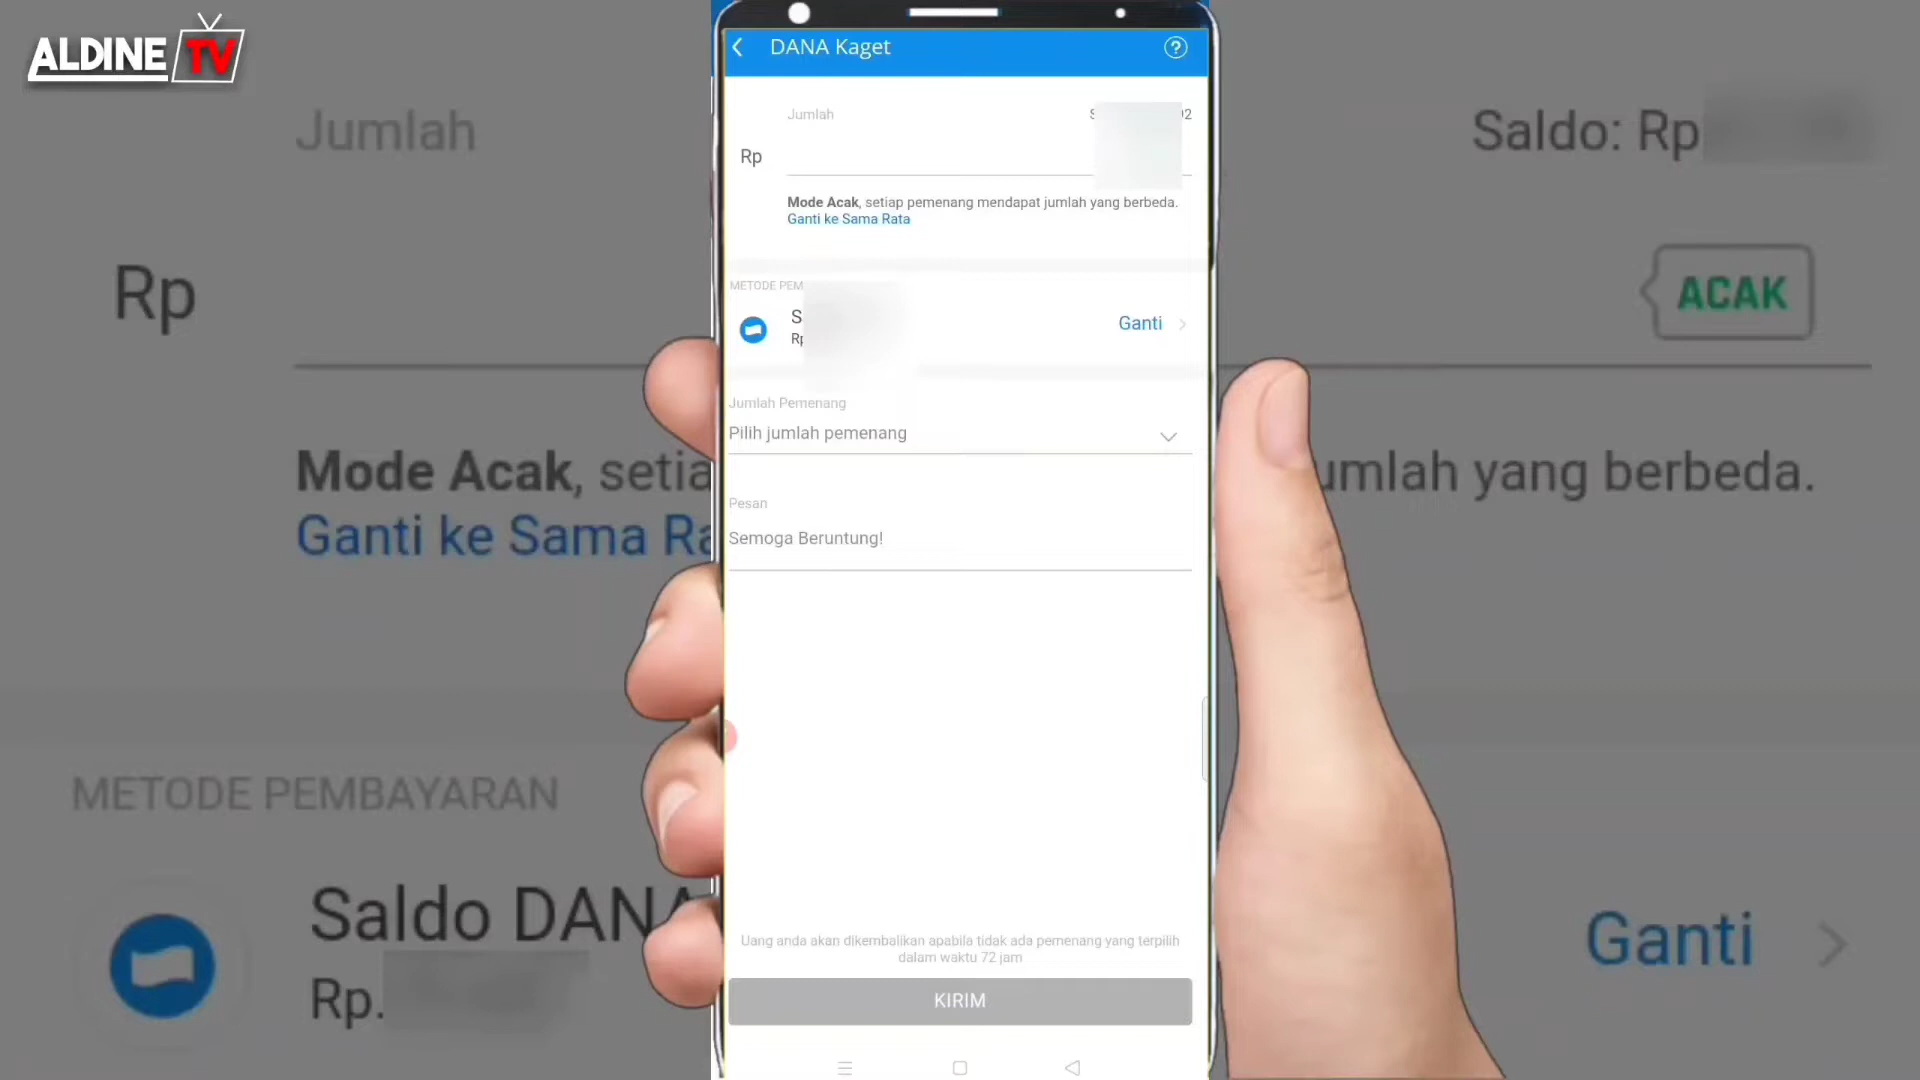 ALDINE TV
DANA Kaget
?
Jumlah
Rp
Mode Acak, setiap pemenang mendapat jumlah yang berbeda.
Ganti ke Sama Rata
METODE PEM
Rp
Ganti
Jumlah Pemenang
Pilih jumlah pemenang
Pesan
Semoga Beruntung!
Uang anda akan dikembalikan apabila tidak ada pemenang yang terpilih
dalam waktu 72 jam
KIRIM
Jumlah
Saldo: Rp
Rp
ACAK
Mode Acak, setia
umlah yang berbeda.
Ganti ke Sama Ra
METODE PEMBAYARAN
Saldo DANA
Rp.
Ganti